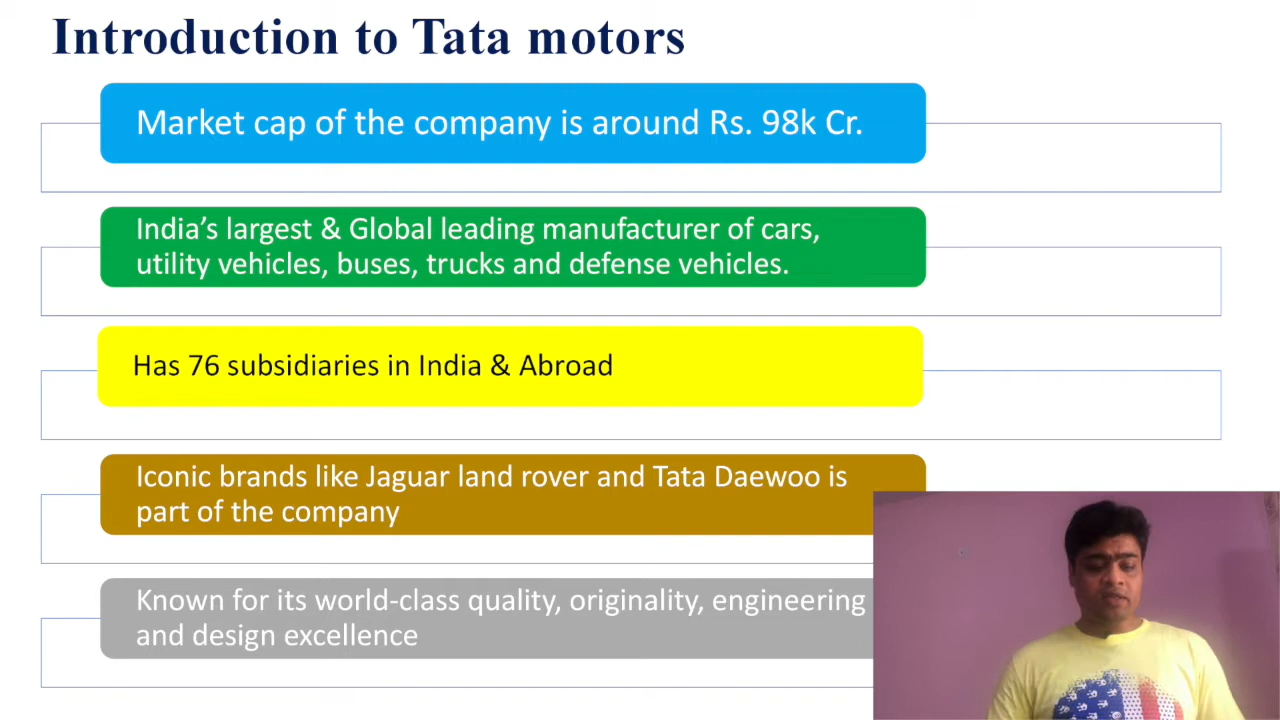 Introduction to Tata motors
Market cap of the company is around Rs. 98k Cr.
India’s largest & Global leading manufacturer of cars,
utility vehicles, buses, trucks and defense vehicles.
Has 76 subsidiaries in India & Abroad
Iconic brands like Jaguar land rover and Tata Daewoo is
part of the company
Known for its world-class quality, originality, engineering
and design excellence